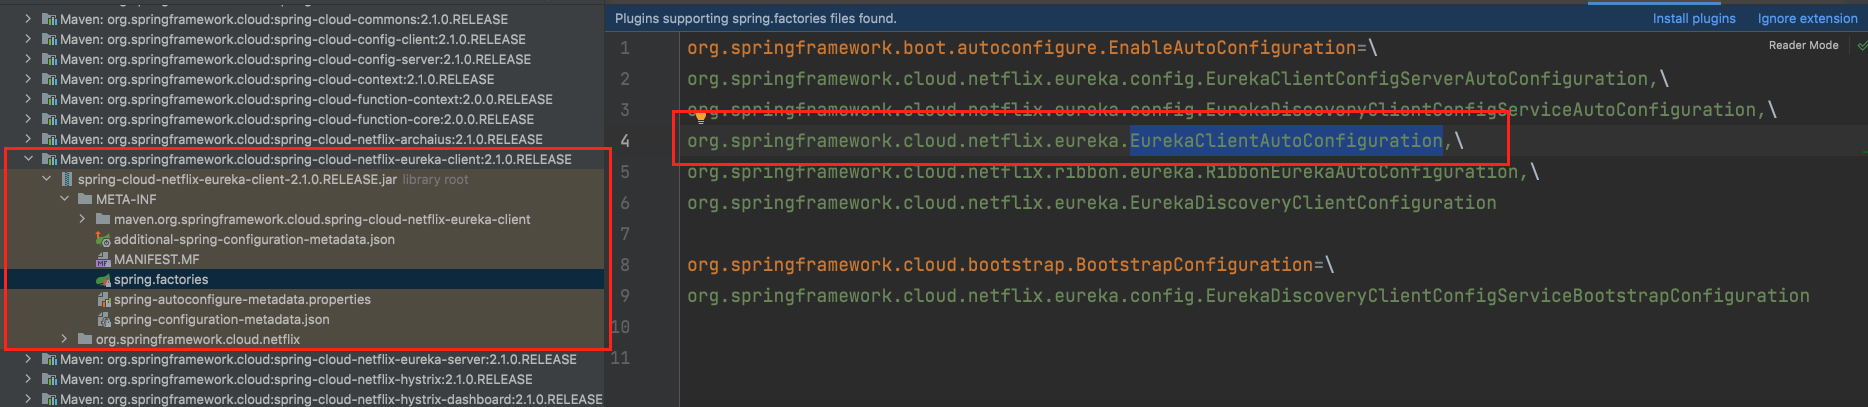 Maven: org.springframework.cloud:spring-cloud-commons:2.1.0.RELEASE
Maven: org.springframework.cloud:spring-cloud-config-client:2.1.0.RELEASE
Maven: org.springframework.cloud:spring-cloud-config-server:2.1.0.RELEASE
Maven: org.springframework.cloud:spring-cloud-context:2.1.0.RELEASE
Maven: org.springframework.cloud:spring-cloud-function-context:2.0.0.RELEASE
Maven: org.springframework.cloud:spring-cloud-function-core:2.0.0.RELEASE
Maven: org.springframework.cloud:spring-cloud-netflix-archaius:2.1.0.RELEASE
Maven: org.springframework.cloud:spring-cloud-netflix-eureka-client:2.1.0.RELEASE
spring-cloud-netflix-eureka-client-2.1.0.RELEASE.jar library root
META-INF
maven.org.springframework.cloud.spring-cloud-netflix-eureka-client
additional-spring-configuration-metadata.json
MANIFEST.MF
spring.factories
spring-autoconfigure-metadata.properties
spring-configuration-metadata.json
org.springframework.cloud.netflix
Maven: org.springframework.cloud:spring-cloud-netflix-eureka-server:2.1.0.RELEASE
Maven: org.springframework.cloud:spring-cloud-netflix-hystrix:2.1.0.RELEASE
Maven: org.springframework.cloud:spring-cloud-netflix-hystrix-dashboard:2.1.0.RELEASE
Plugins supporting spring.factories files found. Install plugins Ignore extension
Reader Mode
1 org.springframework.boot.autoconfigure.EnableAutoConfiguration=\
2 org.springframework.cloud.netflix.eureka.config.EurekaClientConfigServerAutoConfiguration,\
3 org.springframework.cloud.netflix.eureka.config.EurekaDiscoveryClientConfigServiceAutoConfiguration,\
4 org.springframework.cloud.netflix.eureka.EurekaClientAutoConfiguration,\
5 org.springframework.cloud.netflix.ribbon.eureka.RibbonEurekaAutoConfiguration,\
6 org.springframework.cloud.netflix.eureka.EurekaDiscoveryClientConfiguration
7
8 org.springframework.cloud.bootstrap.BootstrapConfiguration=\
9 org.springframework.cloud.netflix.eureka.config.EurekaDiscoveryClientConfigServiceBootstrapConfiguration
10
11